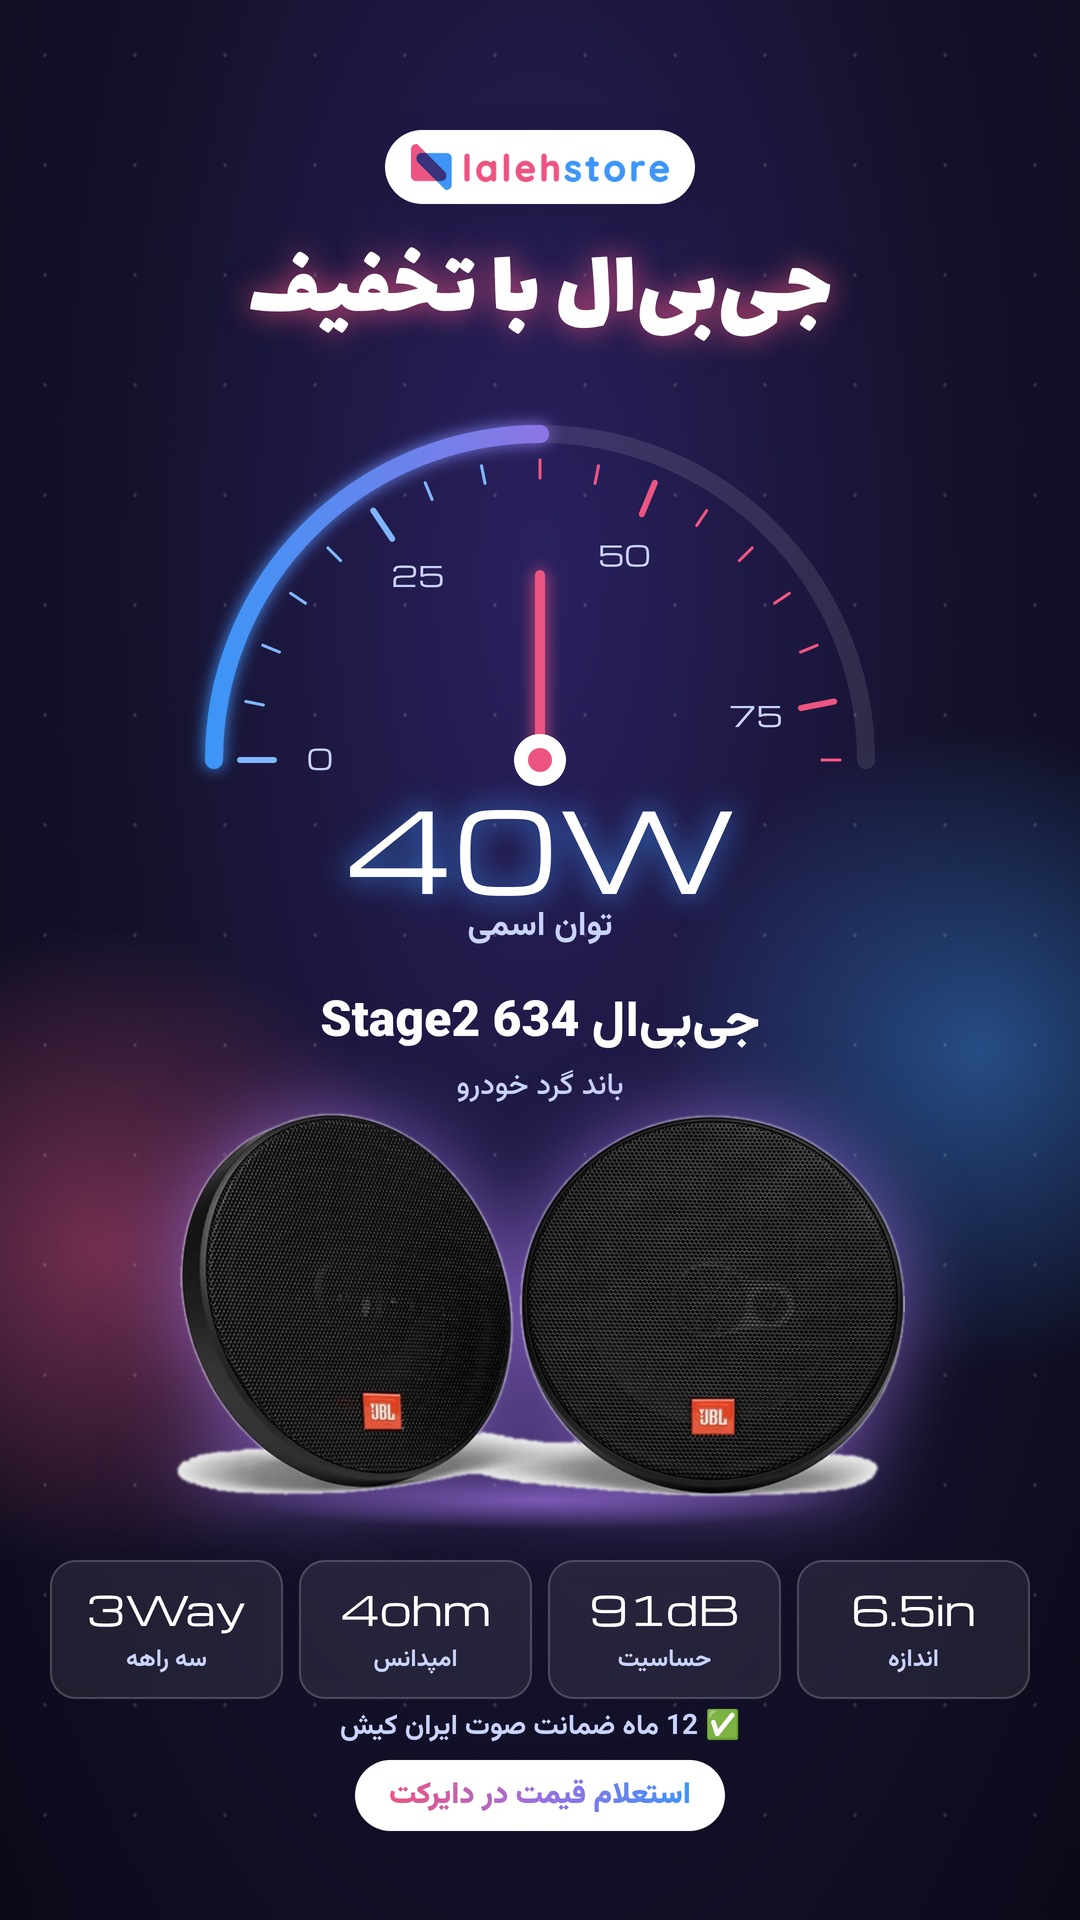 lalehstore
جی‌بی‌ال با تخفیف
0
25
50
75
40W
توان اسمی
جی‌بی‌ال Stage2 634
باند گرد خودرو
JBL
JBL
3Way
سه راهه
4ohm
امپدانس
91dB
حساسیت
6.5in
اندازه
✅ 12 ماه ضمانت صوت ایران کیش
استعلام قیمت در دایرکت